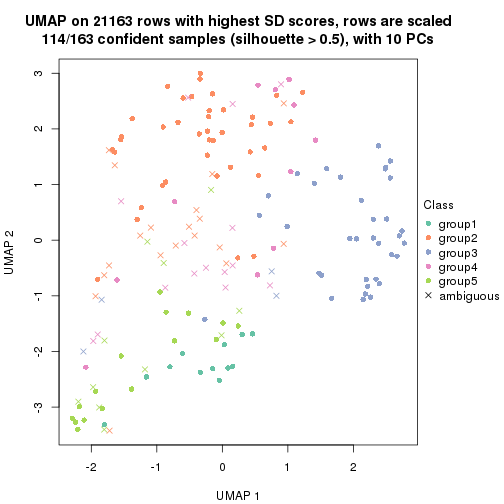 UMAP on 21163 rows with highest SD scores, rows are scaled
114/163 confident samples (silhouette > 0.5), with 10 PCs
3
2
1
0
-1
-2
-3
UMAP 2
-2
-1
0
1
2
UMAP 1
Class
group1
group2
group3
group4
group5
ambiguous